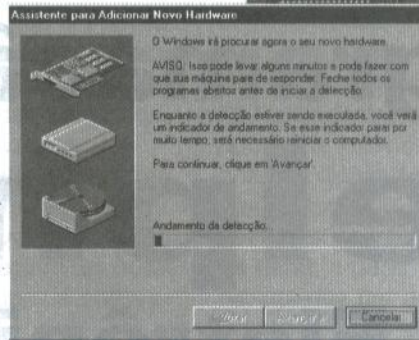 Assistente para Adicionar Novo Hardware
O Windows irá procurar agora o seu novo hardware.
AVISO: Isso pode levar alguns minutos e pode fazer com
que sua máquina pare de responder. Feche todos os
programas abertos antes de iniciar a detecção.
Enquanto a detecção estiver sendo executada, você verá
um indicador de andamento. Se esse indicador parar por
muito tempo, será necessário reiniciar o computador.
Para continuar, clique em 'Avançar'.
Andamento da detecção:
< Voltar Avançar > Cancelar